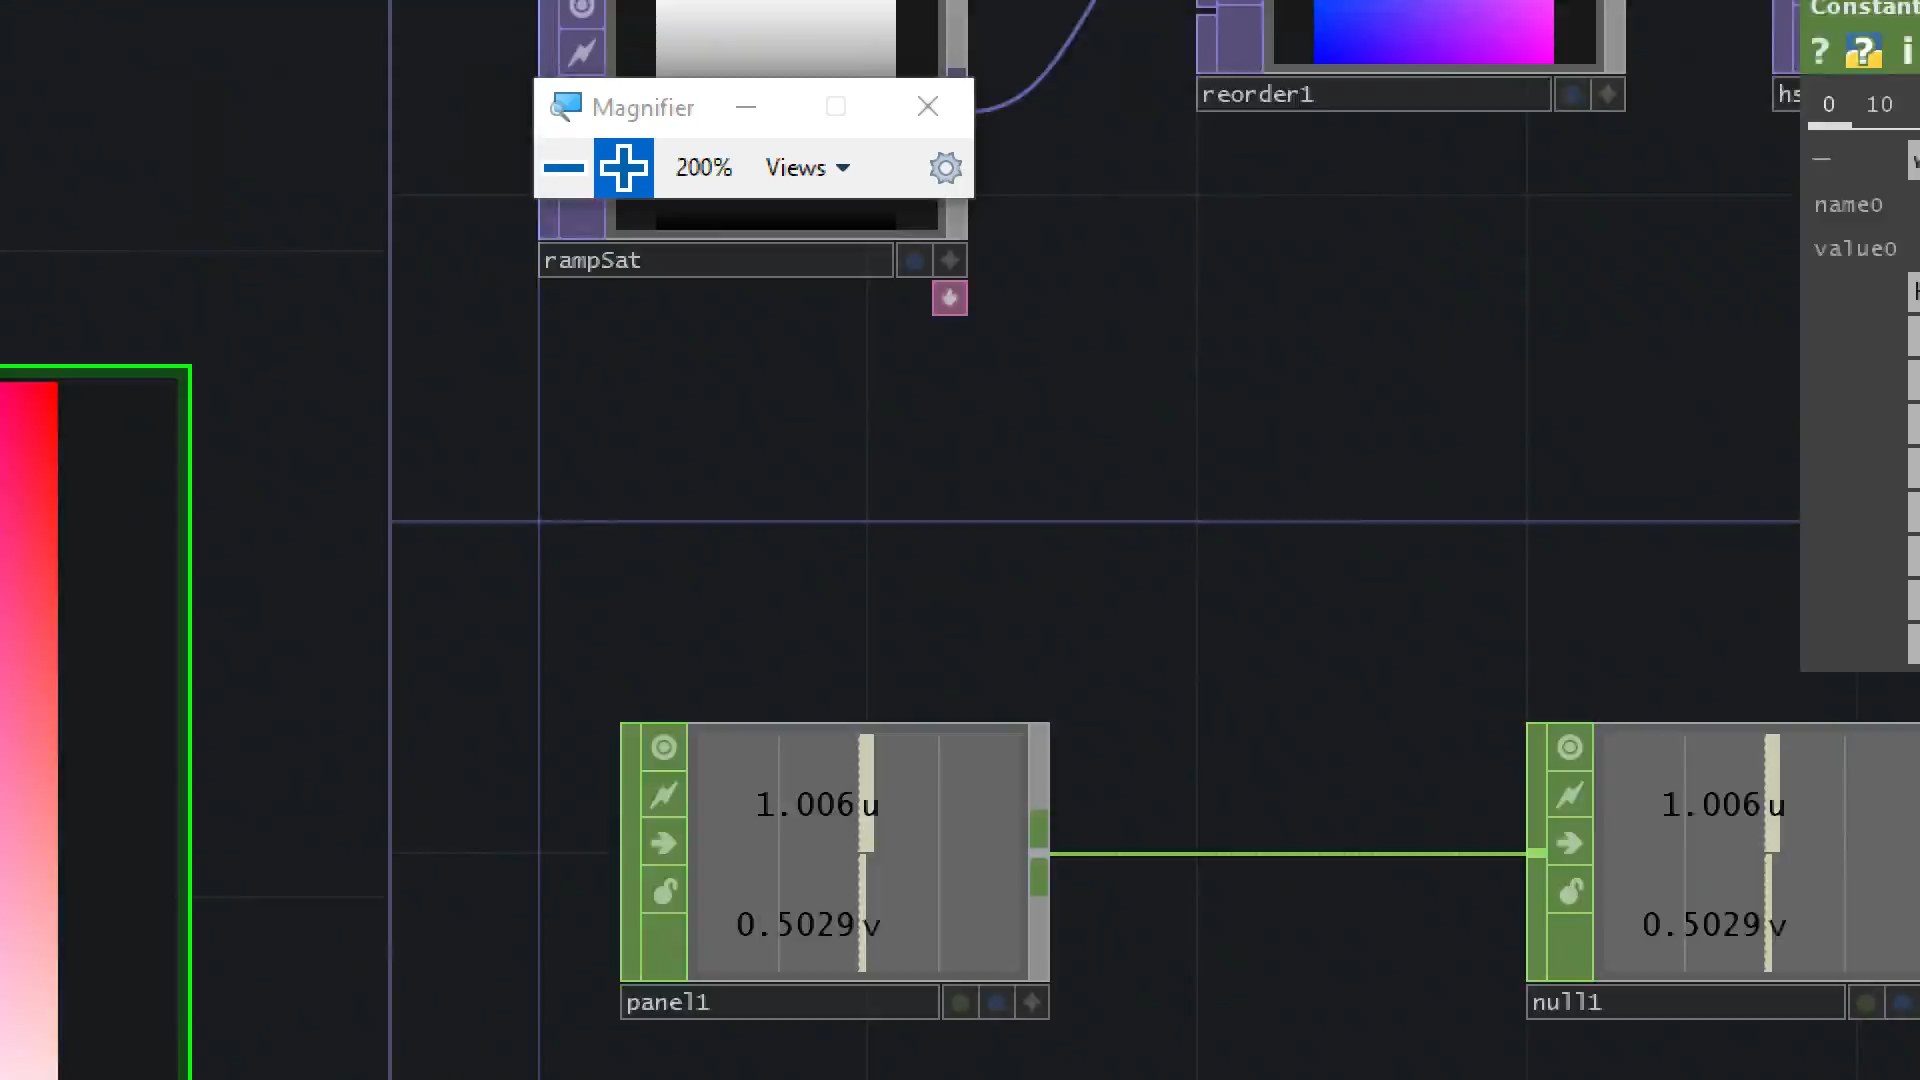 Constant
? ? i
reorder1
hs
0 10
Magnifier
200% Views
name0
value0
rampSat
1.006 u
0.5029 v
panel1
1.006 u
0.5029 v
null1